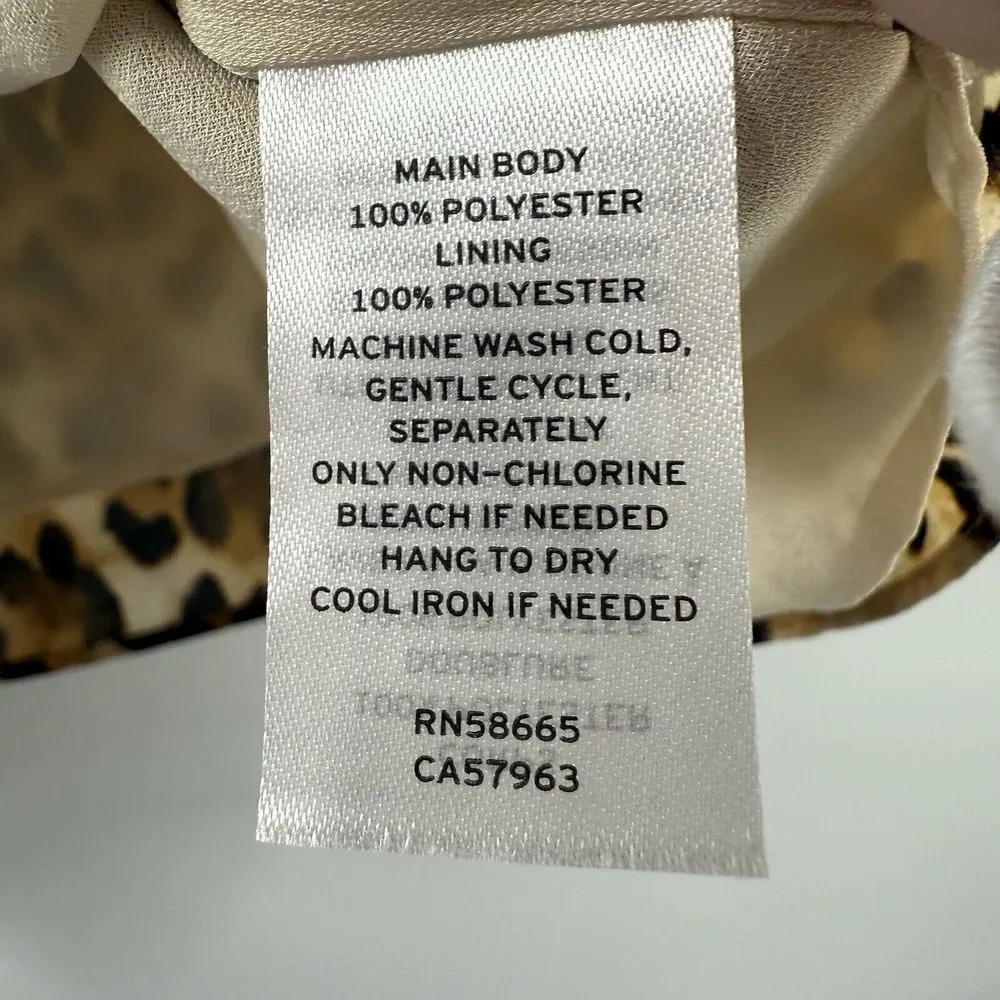 MAIN BODY
100% POLYESTER
LINING
100% POLYESTER
MACHINE WASH COLD,
GENTLE CYCLE,
SEPARATELY
ONLY NON-CHLORINE
BLEACH IF NEEDED
HANG TO DRY
COOL IRON IF NEEDED
RN58665
CA57963